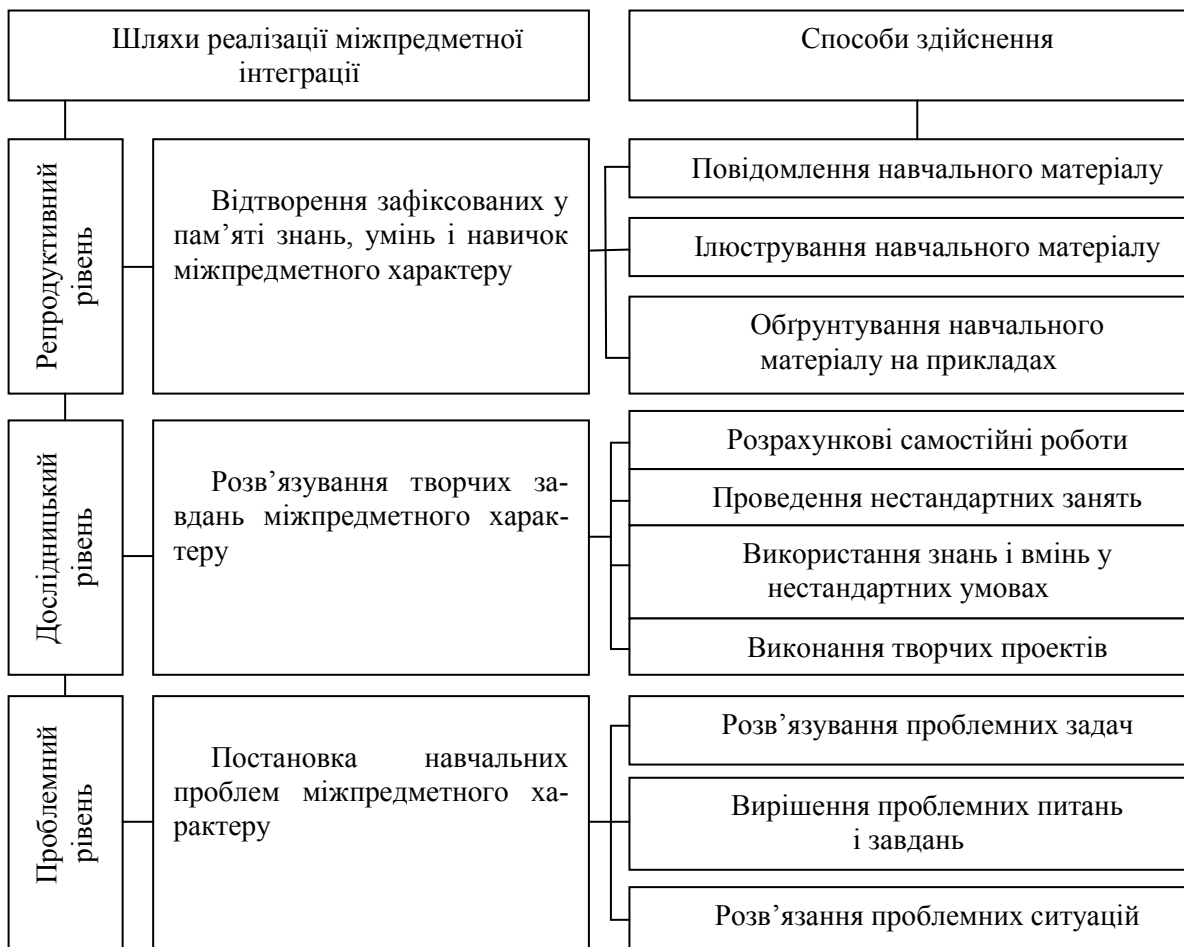 Шляхи реалізації міжпредметної
інтеграції
Способи здійснення
Репродуктивний
рівень
Відтворення зафіксованих у
пам’яті знань, умінь і навичок
міжпредметного характеру
Повідомлення навчального матеріалу
Ілюстрування навчального матеріалу
Обґрунтування навчального
матеріалу на прикладах
Дослідницький
рівень
Розв’язування творчих за-
вдань міжпредметного харак-
теру
Розрахункові самостійні роботи
Проведення нестандартних занять
Використання знань і вмінь у
нестандартних умовах
Виконання творчих проектів
Проблемний
рівень
Постановка навчальних
проблем міжпредметного ха-
рактеру
Розв’язування проблемних задач
Вирішення проблемних питань
і завдань
Розв’язання проблемних ситуацій